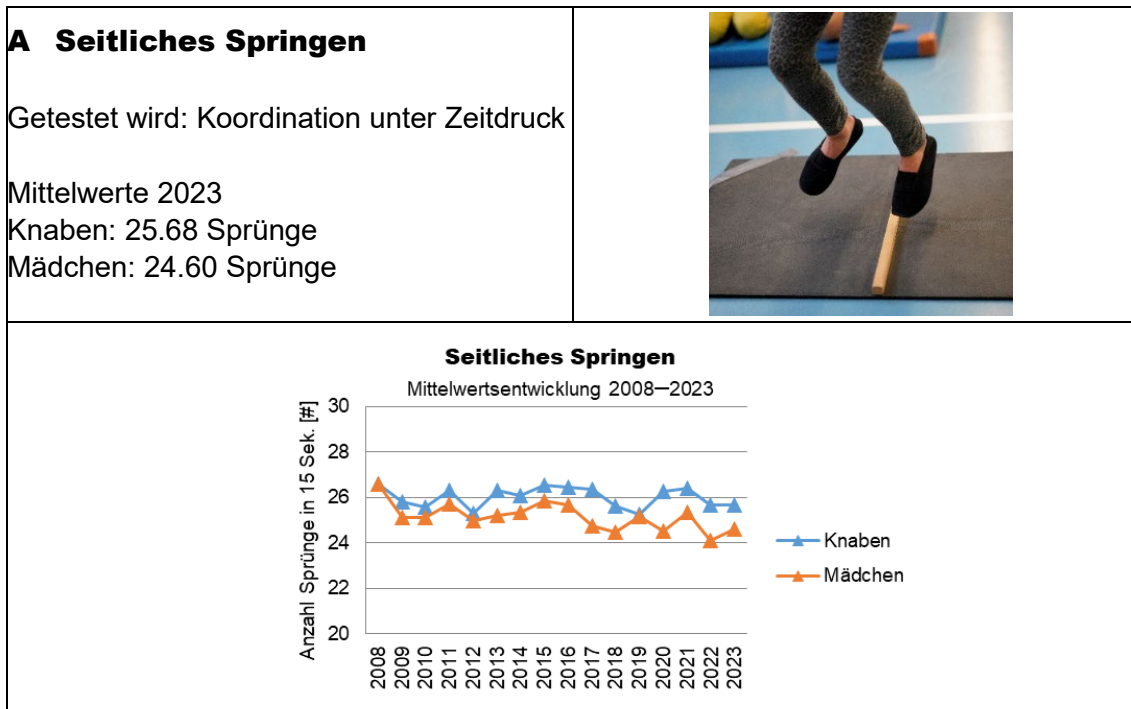 A Seitliches Springen
Getestet wird: Koordination unter Zeitdruck
Mittelwerte 2023
Knaben: 25.68 Sprünge
Mädchen: 24.60 Sprünge
Seitliches Springen
Mittelwertsentwicklung 2008–2023
Anzahl Sprünge in 15 Sek. [#]
30
28
26
24
22
20
2008
2009
2010
2011
2012
2013
2014
2015
2016
2017
2018
2019
2020
2021
2022
2023
Knaben
Mädchen